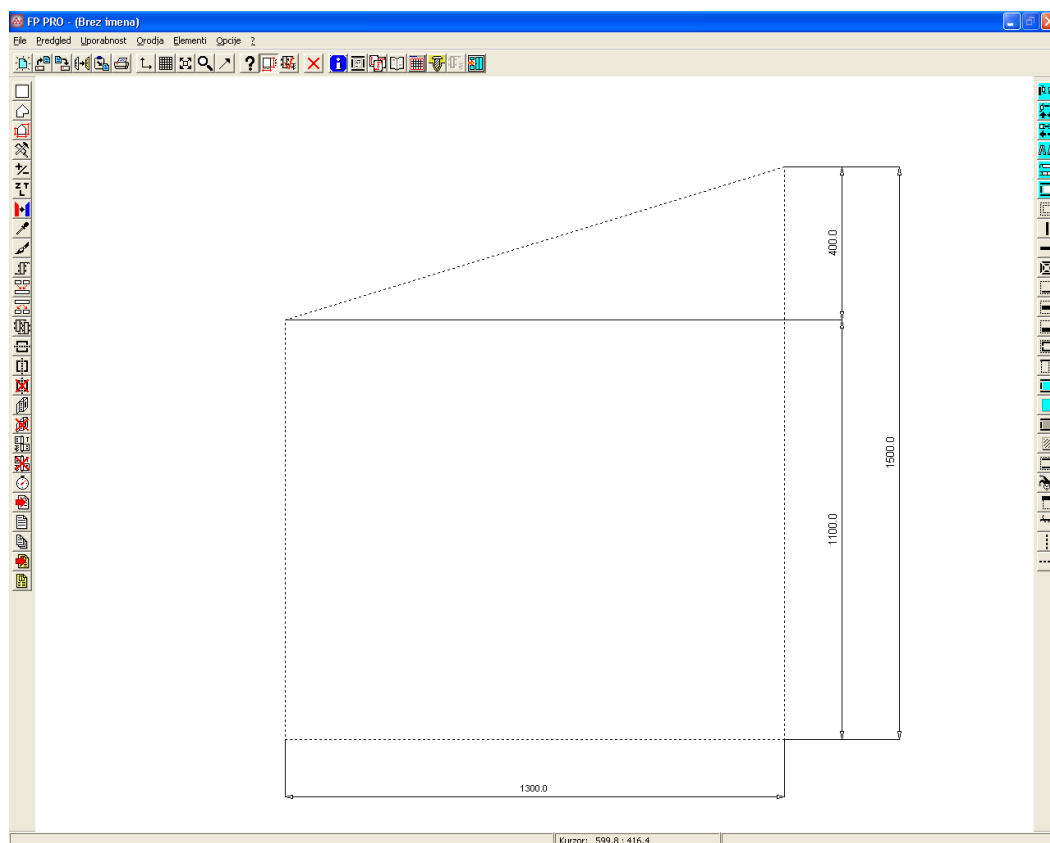 FP PRO - (Brez imena)
File Predgled Uporabnost Orodja Elementi Opcije ?
400.0
1500.0
1100.0
1300.0
Kurzor: 599.8 : 416.4